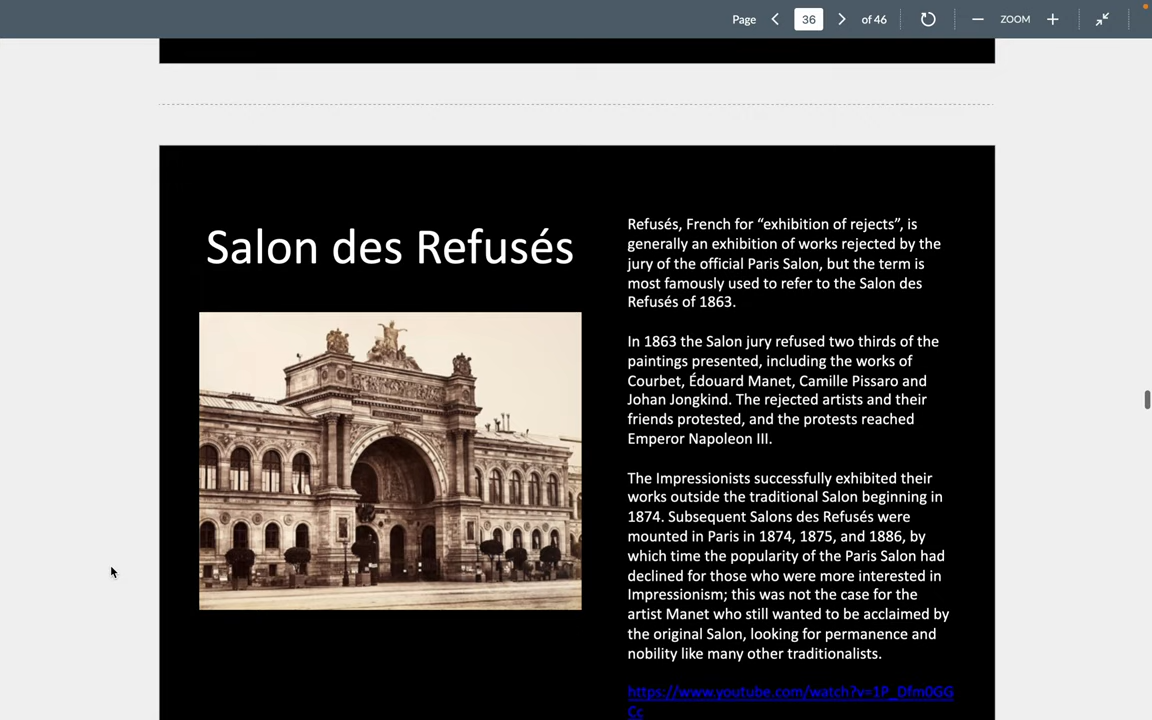 Page 36 of 46 ZOOM
Salon des Refusés
Refusés, French for “exhibition of rejects”, is
generally an exhibition of works rejected by the
jury of the official Paris Salon, but the term is
most famously used to refer to the Salon des
Refusés of 1863.
In 1863 the Salon jury refused two thirds of the
paintings presented, including the works of
Courbet, Édouard Manet, Camille Pissaro and
Johan Jongkind. The rejected artists and their
friends protested, and the protests reached
Emperor Napoleon III.
The Impressionists successfully exhibited their
works outside the traditional Salon beginning in
1874. Subsequent Salons des Refusés were
mounted in Paris in 1874, 1875, and 1886, by
which time the popularity of the Paris Salon had
declined for those who were more interested in
Impressionism; this was not the case for the
artist Manet who still wanted to be acclaimed by
the original Salon, looking for permanence and
nobility like many other traditionalists.
https://www.youtube.com/watch?v=1P_Dfm0GG
Cc